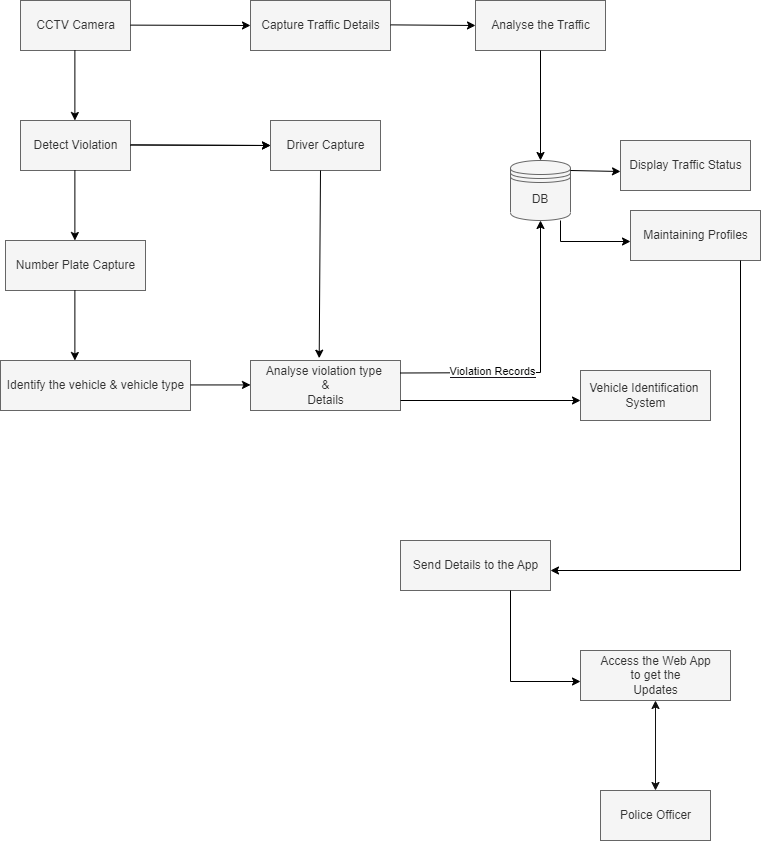 CCTV Camera
Capture Traffic Details
Analyse the Traffic
Detect Violation
Driver Capture
Display Traffic Status
DB
Maintaining Profiles
Number Plate Capture
Identify the vehicle & vehicle type
Analyse violation type
&
Details
Violation Records
Vehicle Identification
System
Send Details to the App
Access the Web App
to get the
Updates
Police Officer